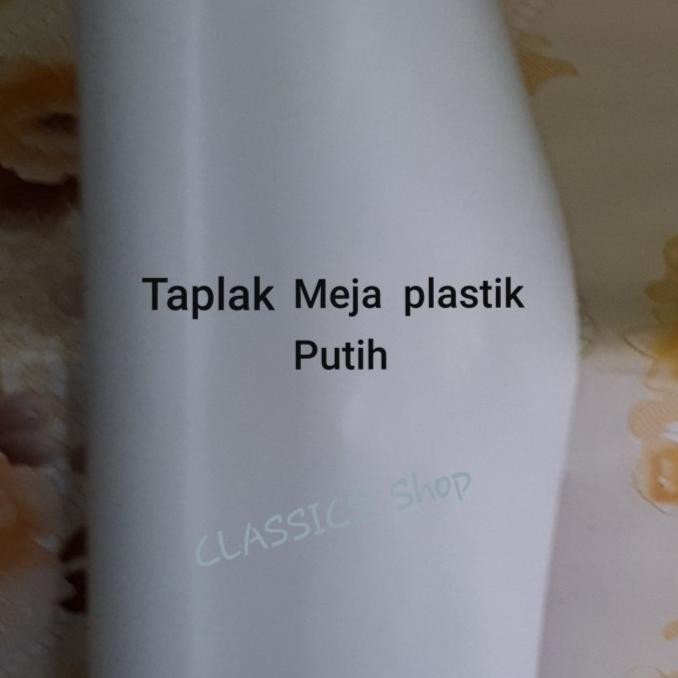 Taplak Meja plastik
Putih
CLASSICS Shop